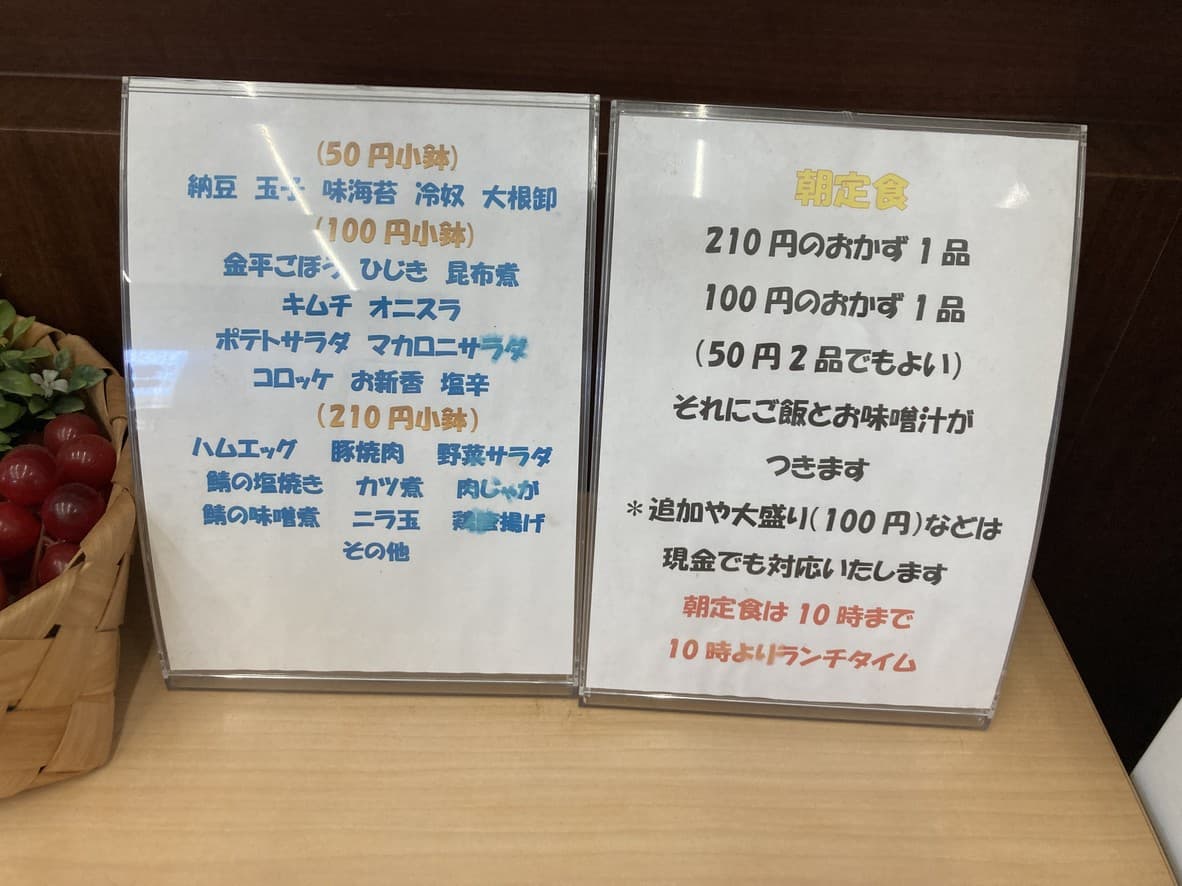 (50円小鉢)
納豆 玉子 味海苔 冷奴 大根卸
(100円小鉢)
金平ごぼう ひじき 昆布煮
キムチ オニスラ
ポテトサラダ マカロニサラダ
コロッケ お新香 塩辛
(210円小鉢)
ハムエッグ 豚焼肉 野菜サラダ
鯖の塩焼き カツ煮 肉じゃが
鯖の味噌煮 ニラ玉 揚げ
その他
朝定食
210円のおかず1品
100円のおかず1品
(50円2品でもよい)
それにご飯とお味噌汁が
つきます
*追加や大盛り(100円)などは
現金でも対応いたします
朝定食は10時まで
10時よりランチタイム